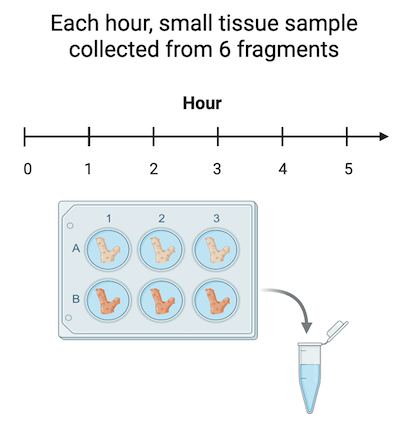 Each hour, small tissue sample
collected from 6 fragments
Hour
0 1 2 3 4 5
1 2 3
A
B